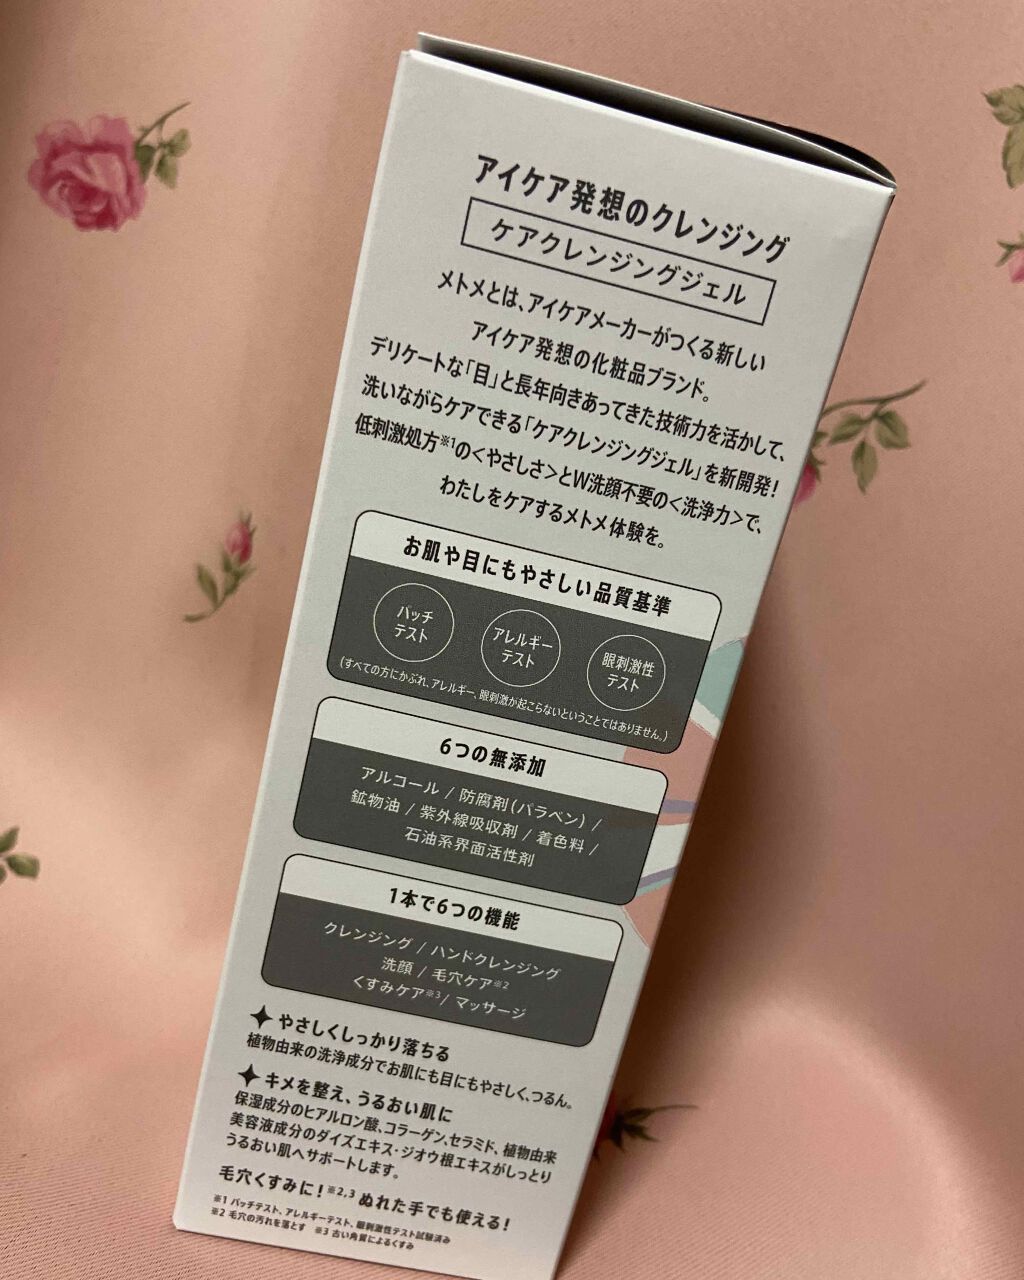 アイケア発想のクレンジング
ケアクレンジングジェル
メトメとは、アイケアメーカーがつくる新しい
アイケア発想の化粧品ブランド。
デリケートな「目」と長年向きあってきた技術力を活かして、
洗いながらケアできる「ケアクレンジングジェル」を新開発!
低刺激処方※1の<やさしさ>とW洗顔不要の<洗浄力>で、
わたしをケアするメトメ体験を。
お肌や目にもやさしい品質基準
パッチ
テスト
アレルギー
テスト
眼刺激性
テスト
(すべての方にかぶれ、アレルギー、眼刺激が起こらないということではありません。)
6つの無添加
アルコール / 防腐剤(パラベン) /
鉱物油 / 紫外線吸収剤 / 着色料 /
石油系界面活性剤
1本で6つの機能
クレンジング / ハンドクレンジング
洗顔 / 毛穴ケア※2
くすみケア※3 / マッサージ
やさしくしっかり落ちる
植物由来の洗浄成分でお肌にも目にもやさしく、つるん。
キメを整え、うるおい肌に
保湿成分のヒアルロン酸、コラーゲン、セラミド、植物由来
美容液成分のダイズエキス・ジオウ根エキスがしっとり
うるおい肌へサポートします。
毛穴くすみに!※2,3 ぬれた手でも使える!
※1 パッチテスト、アレルギーテスト、眼刺激性テスト試験済み
※2 毛穴の汚れを落とす ※3 古い角質によるくすみ